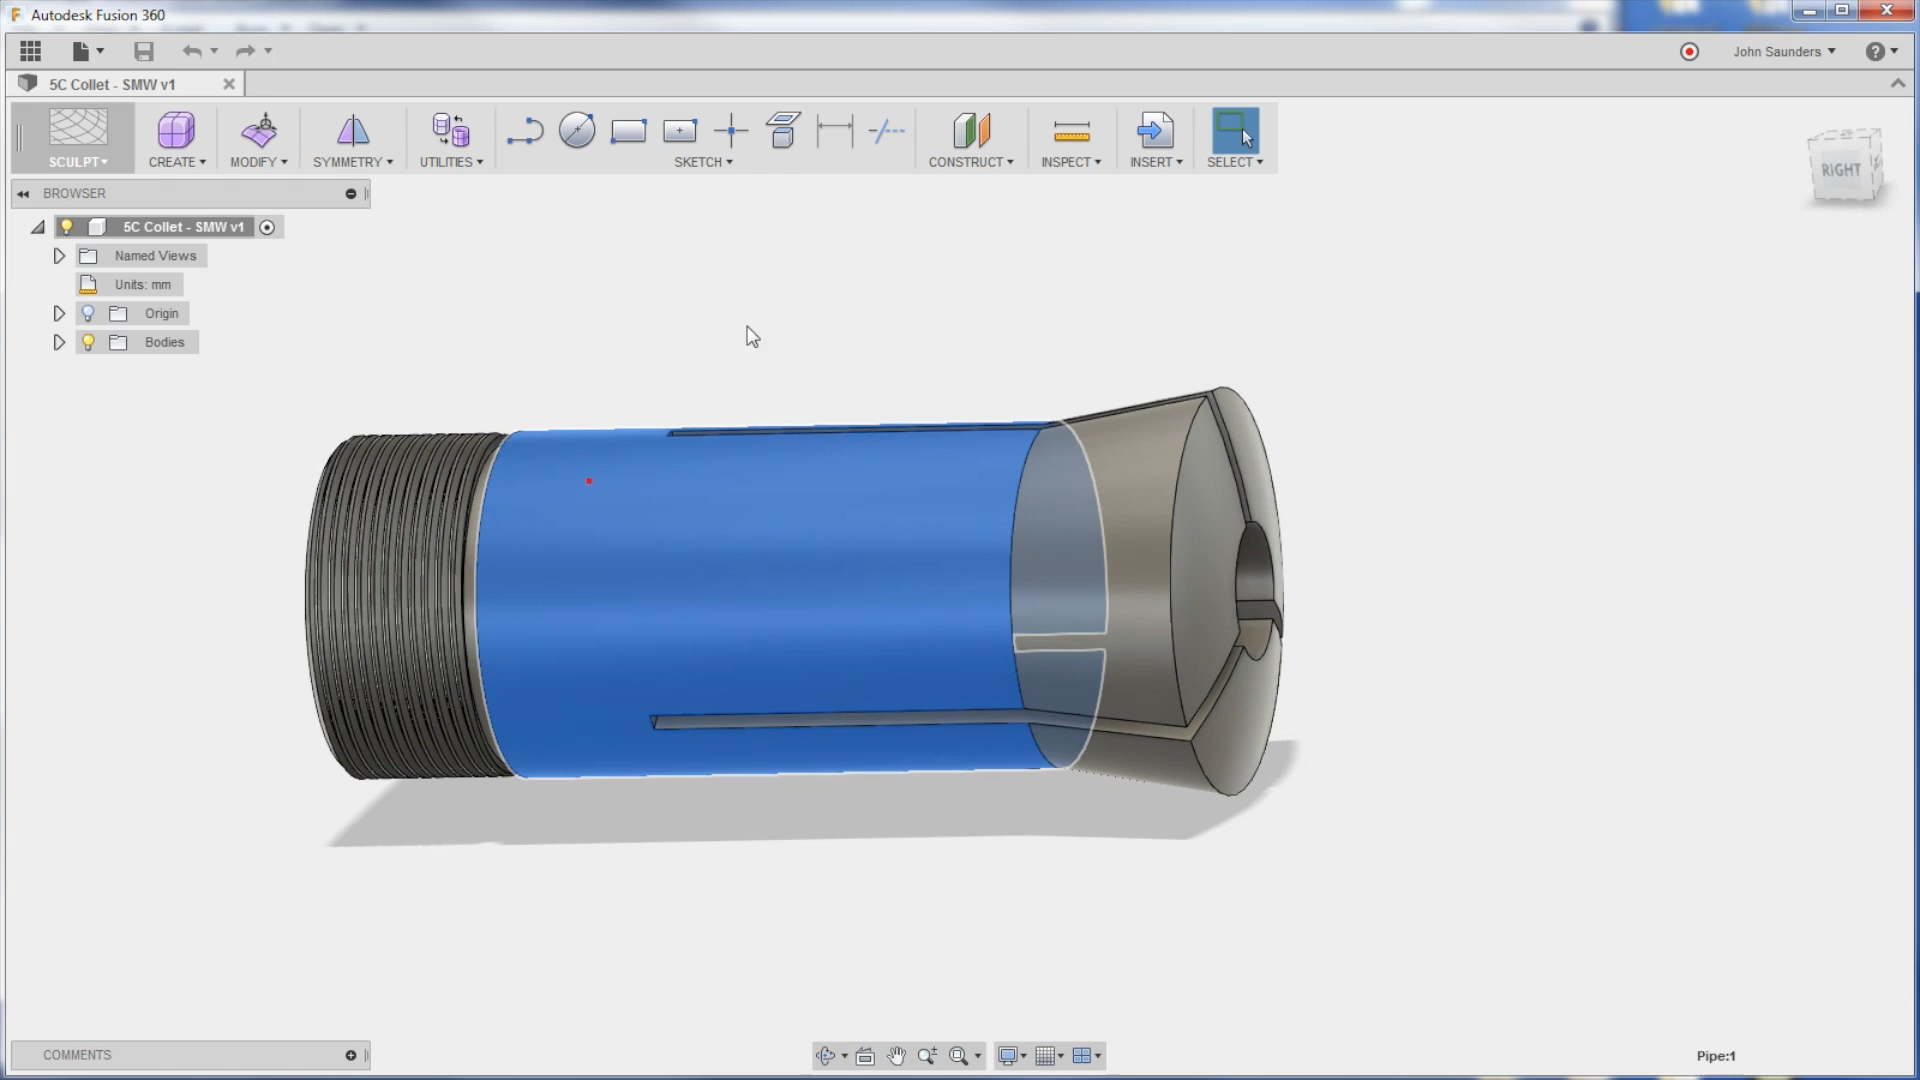 Autodesk Fusion 360
John Saunders
5C Collet - SMW v1
SCULPT
CREATE
MODIFY
SYMMETRY
UTILITIES
SKETCH
CONSTRUCT
INSPECT
INSERT
SELECT
RIGHT
BROWSER
5C Collet - SMW v1
Named Views
Units: mm
Origin
Bodies
COMMENTS
Pipe:1